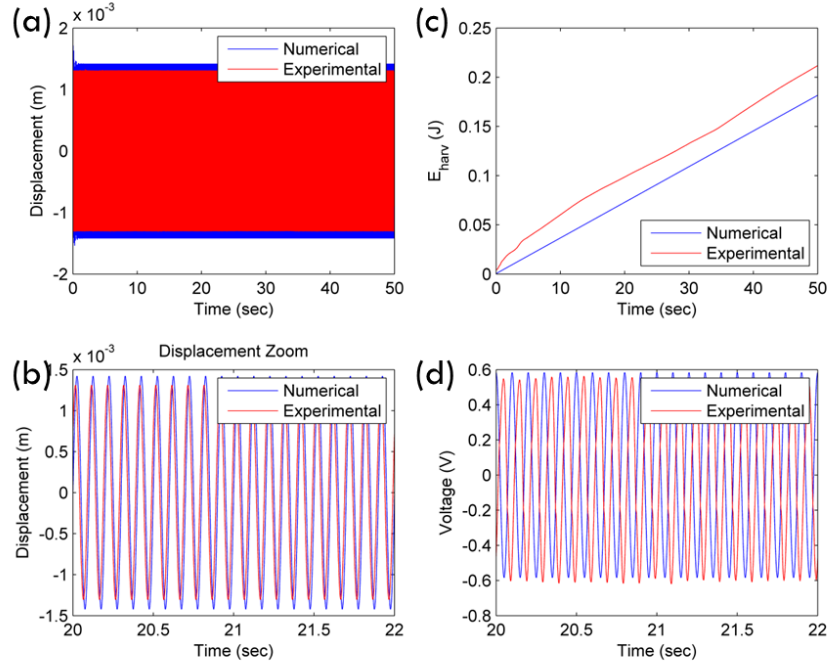 (a)
× 10⁻³
2
1
0
-1
-2
Displacement (m)
0 10 20 30 40 50
Time (sec)
Numerical
Experimental
(c)
0.25
0.2
0.15
0.1
0.05
0
E_harv (J)
0 10 20 30 40 50
Time (sec)
Numerical
Experimental
(b)
× 10⁻³
Displacement Zoom
1.5
1
0.5
0
-0.5
-1
-1.5
Displacement (m)
20 20.5 21 21.5 22
Time (sec)
Numerical
Experimental
(d)
0.6
0.4
0.2
0
-0.2
-0.4
-0.6
-0.8
Voltage (V)
20 20.5 21 21.5 22
Time (sec)
Numerical
Experimental